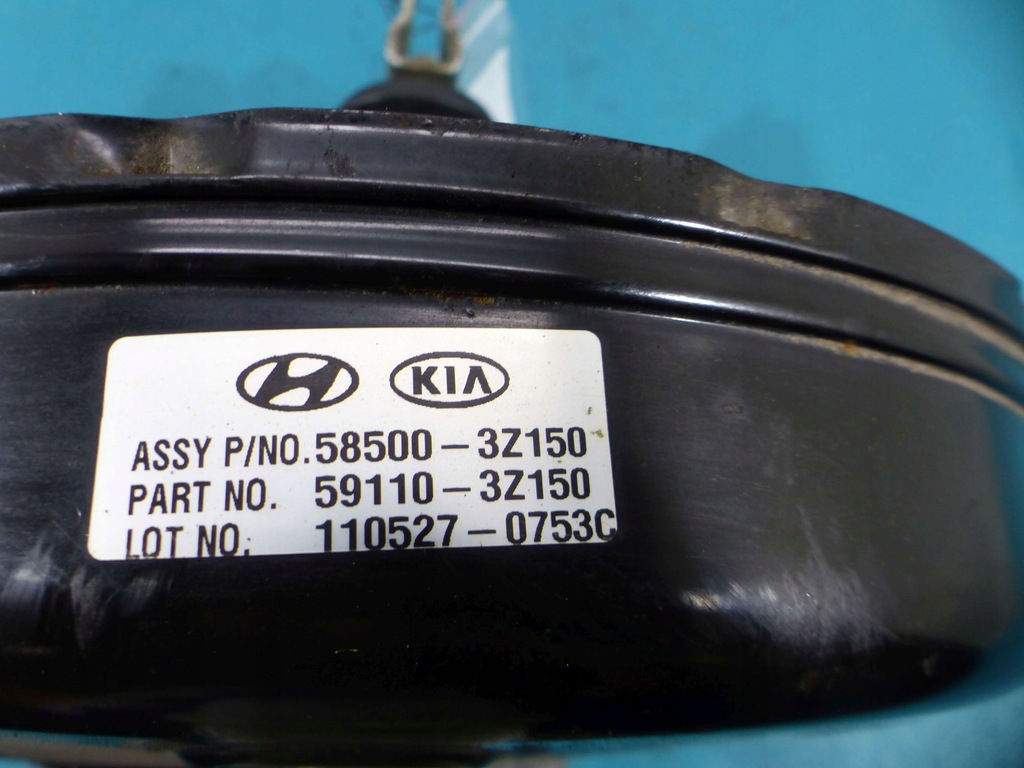 KIA
ASSY P/NO. 58500-3Z150
PART NO. 59110-3Z150
LOT NO. 110527-0753C